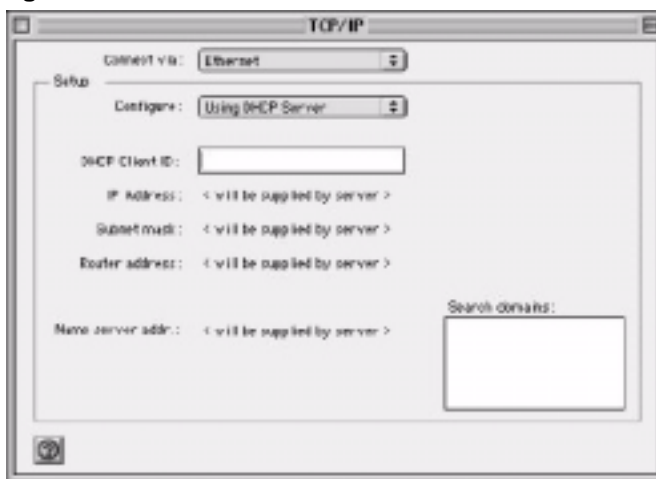 TCP/IP
Connect via: Ethernet
Setup
Configure: Using DHCP Server
DHCP Client ID:
IP Address: < will be supplied by server >
Subnet mask: < will be supplied by server >
Router address: < will be supplied by server >
Search domains:
Name server addr.: < will be supplied by server >
?